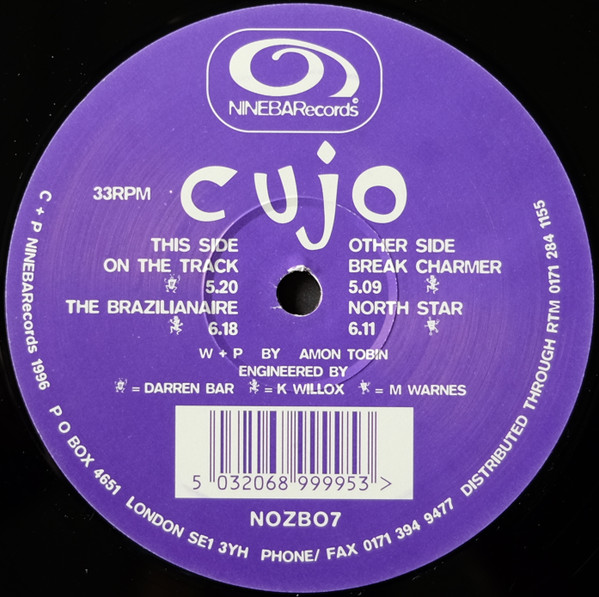 NINEBARecords©
cujo
33RPM
THIS SIDE
ON THE TRACK
5.20
THE BRAZILIANAIRE
6.18
OTHER SIDE
BREAK CHARMER
5.09
NORTH STAR
6.11
W + P BY AMON TOBIN
ENGINEERED BY
= DARREN BAR = K WILLOX = M WARNES
5 032068 999953 >
NOZB07
C + P NINEBARecords 1996 P O BOX 4651 LONDON SE1 3YH PHONE/ FAX 0171 394 9477 DISTRIBUTED THROUGH RTM 0171 284 1155